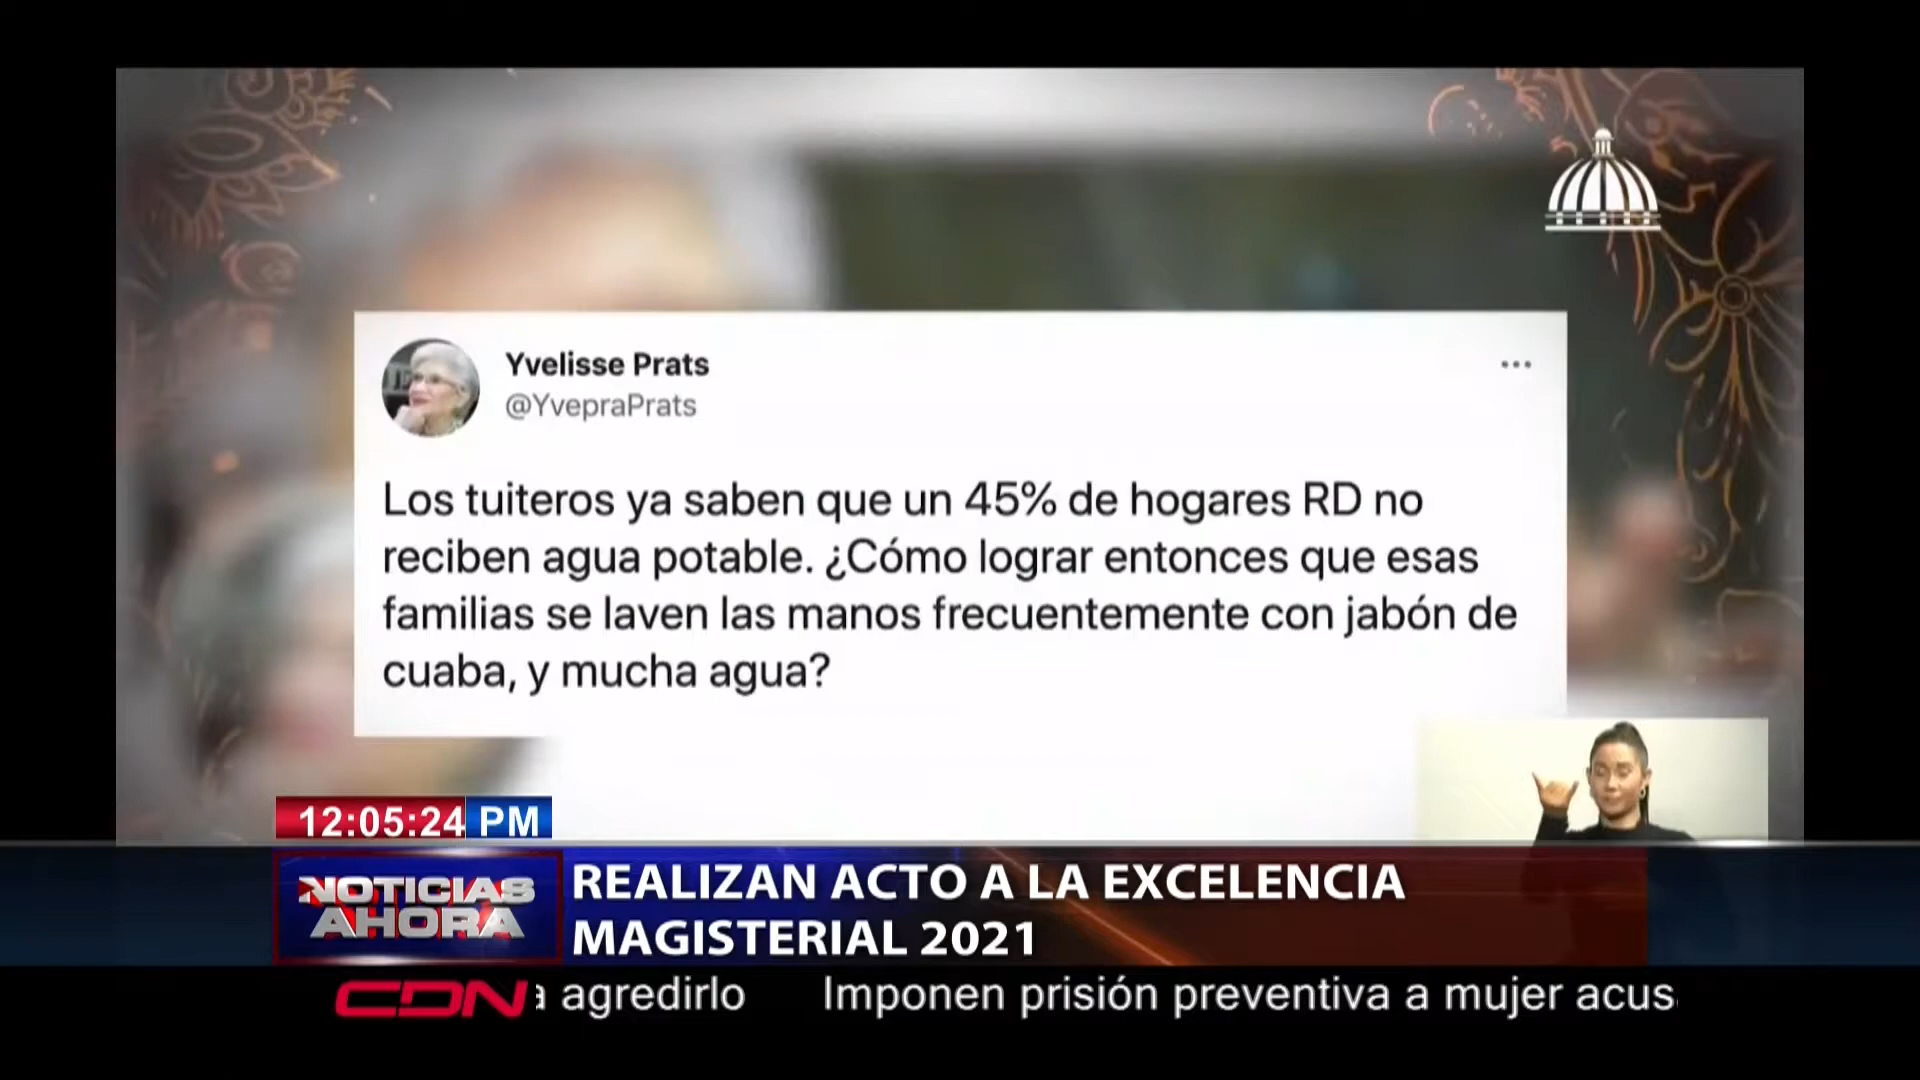 Yvelisse Prats
@YvepraPrats
Los tuiteros ya saben que un 45% de hogares RD no
reciben agua potable. ¿Cómo lograr entonces que esas
familias se laven las manos frecuentemente con jabón de
cuaba, y mucha agua?
12:05:24 PM
NOTICIAS
AHORA
REALIZAN ACTO A LA EXCELENCIA
MAGISTERIAL 2021
CDN
a agredirlo Imponen prisión preventiva a mujer acus